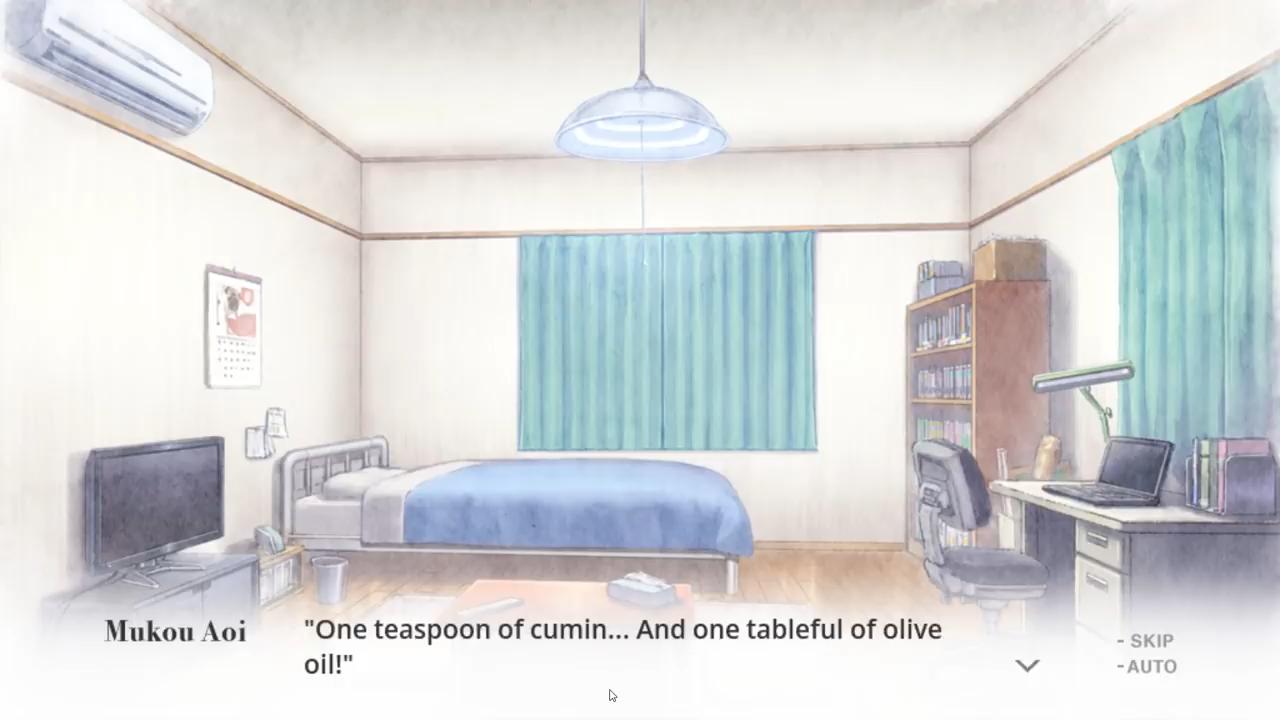 Mukou Aoi
"One teaspoon of cumin... And one tableful of olive
oil!"
- SKIP
-AUTO